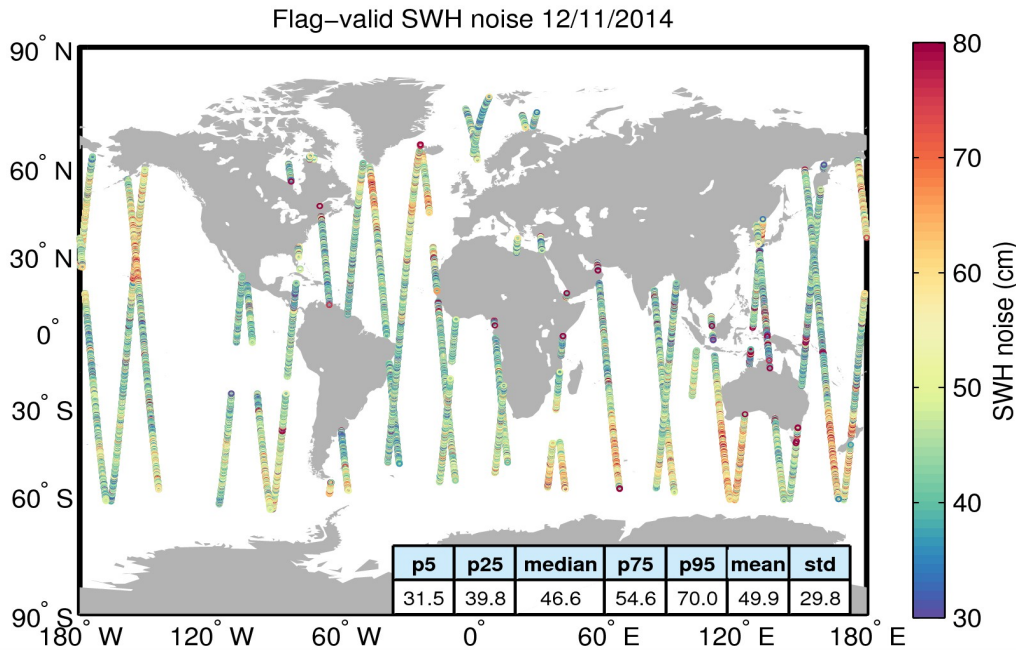 Flag−valid SWH noise 12/11/2014
90° N
60° N
30° N
0°
30° S
60° S
90° S
180° W 120° W 60° W 0° 60° E 120° E 180° E
p5 p25 median p75 p95 mean std
31.5 39.8 46.6 54.6 70.0 49.9 29.8
80
70
60
50
40
30
SWH noise (cm)